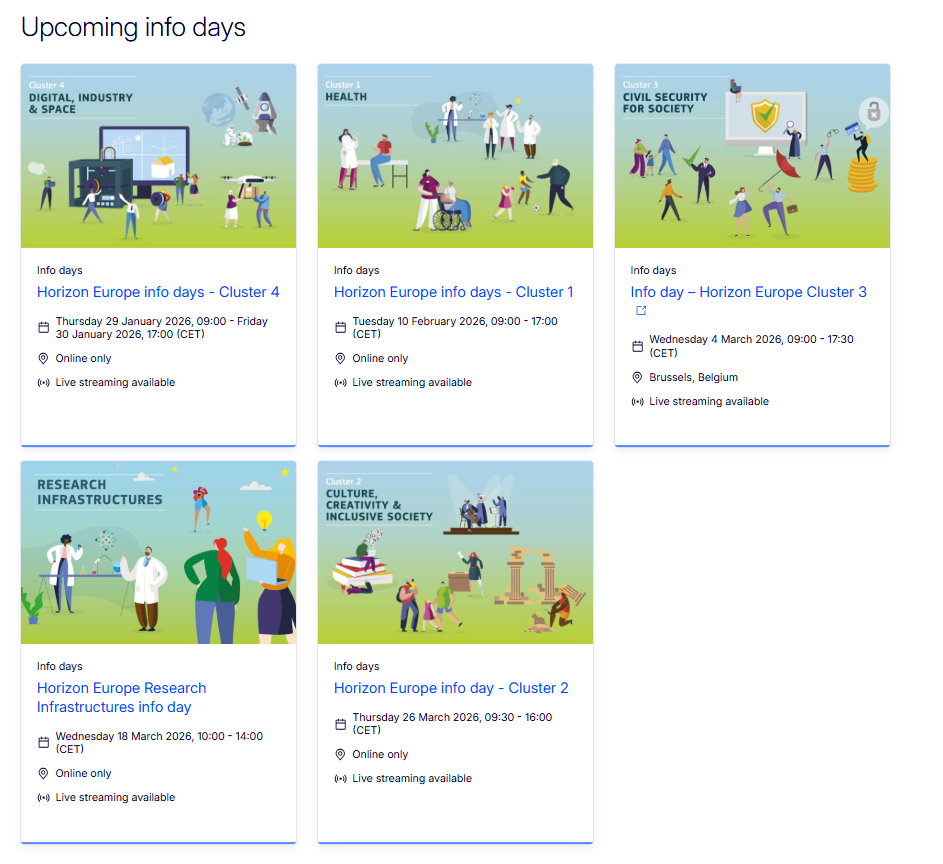 Upcoming info days
Cluster 4
DIGITAL, INDUSTRY
& SPACE
Info days
Horizon Europe info days - Cluster 4
Thursday 29 January 2026, 09:00 - Friday
30 January 2026, 17:00 (CET)
Online only
Live streaming available
Cluster 1
HEALTH
Info days
Horizon Europe info days - Cluster 1
Tuesday 10 February 2026, 09:00 - 17:00
(CET)
Online only
Live streaming available
Cluster 3
CIVIL SECURITY
FOR SOCIETY
Info days
Info day – Horizon Europe Cluster 3
Wednesday 4 March 2026, 09:00 - 17:30
(CET)
Brussels, Belgium
Live streaming available
RESEARCH
INFRASTRUCTURES
Info days
Horizon Europe Research
Infrastructures info day
Wednesday 18 March 2026, 10:00 - 14:00
(CET)
Online only
Live streaming available
Cluster 2
CULTURE,
CREATIVITY &
INCLUSIVE SOCIETY
Info days
Horizon Europe info day - Cluster 2
Thursday 26 March 2026, 09:30 - 16:00
(CET)
Online only
Live streaming available